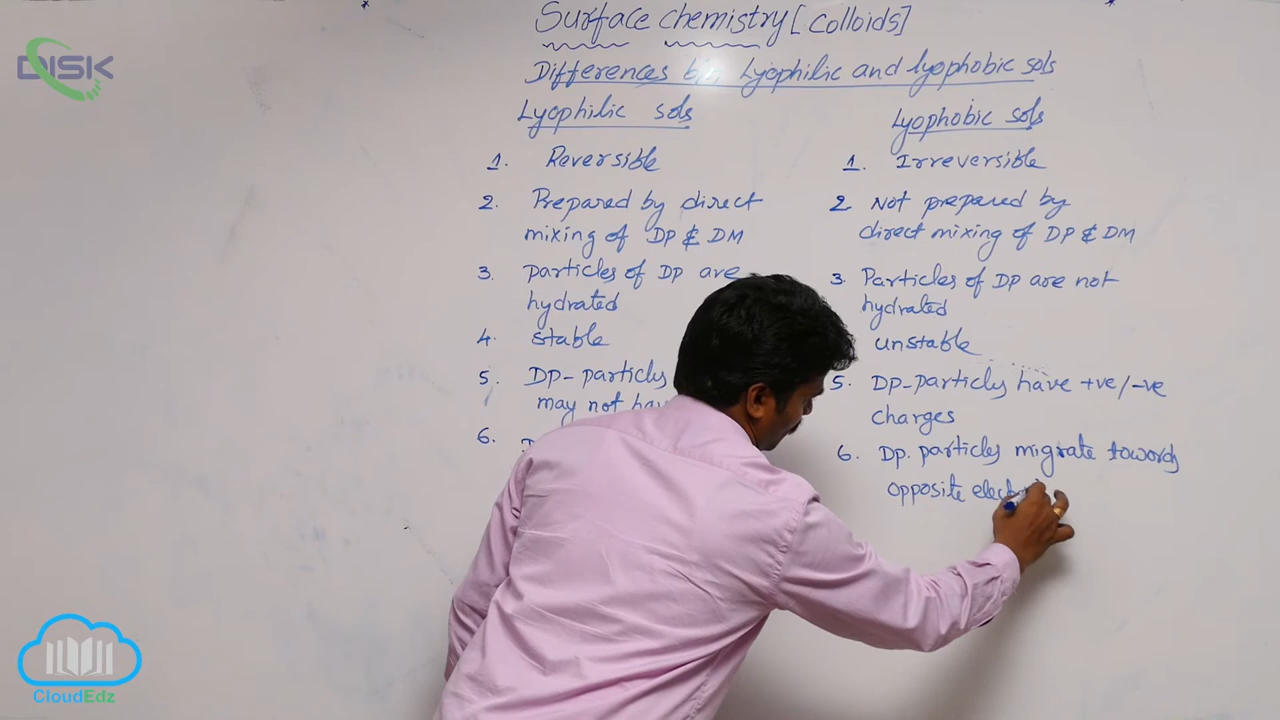 DISK
Surface chemistry [Colloids]
Differences b/n Lyophilic and lyophobic sols
Lyophilic sols
1. Reversible
2. Prepared by direct
mixing of DP & DM
3. particles of DP are
hydrated
4. stable
5. DP-particles
may not
6.
Lyophobic sols
1. Irreversible
2 Not prepared by
direct mixing of DP & DM
3. Particles of DP are not
hydrated
unstable
5. DP-particles have +ve/-ve
charges
6. Dp. particles migrate towards
opposite
CloudEdz